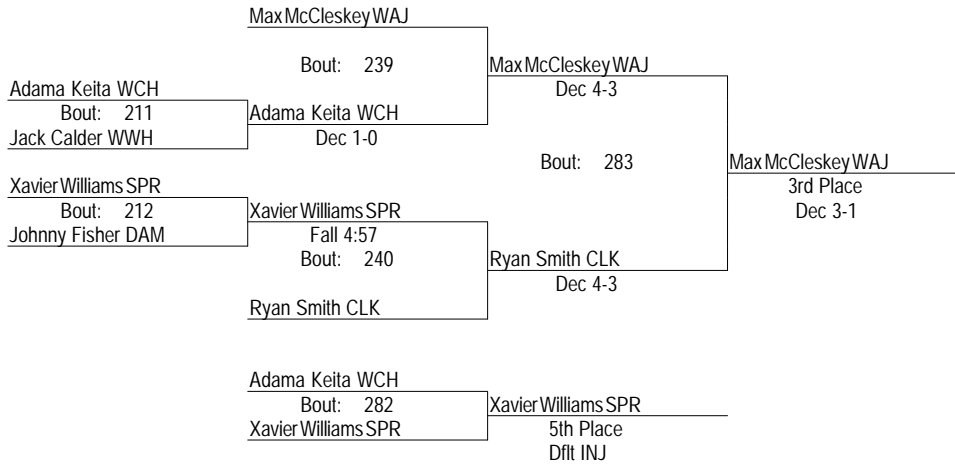 Max McCleskey WAJ
Bout: 239
Max McCleskey WAJ
Dec 4-3
Adama Keita WCH
Bout: 211
Jack Calder WWH
Adama Keita WCH
Dec 1-0
Bout: 283
Max McCleskey WAJ
3rd Place
Dec 3-1
Xavier Williams SPR
Bout: 212
Johnny Fisher DAM
Xavier Williams SPR
Fall 4:57
Bout: 240
Ryan Smith CLK
Dec 4-3
Ryan Smith CLK
Adama Keita WCH
Bout: 282
Xavier Williams SPR
Xavier Williams SPR
5th Place
Dflt INJ